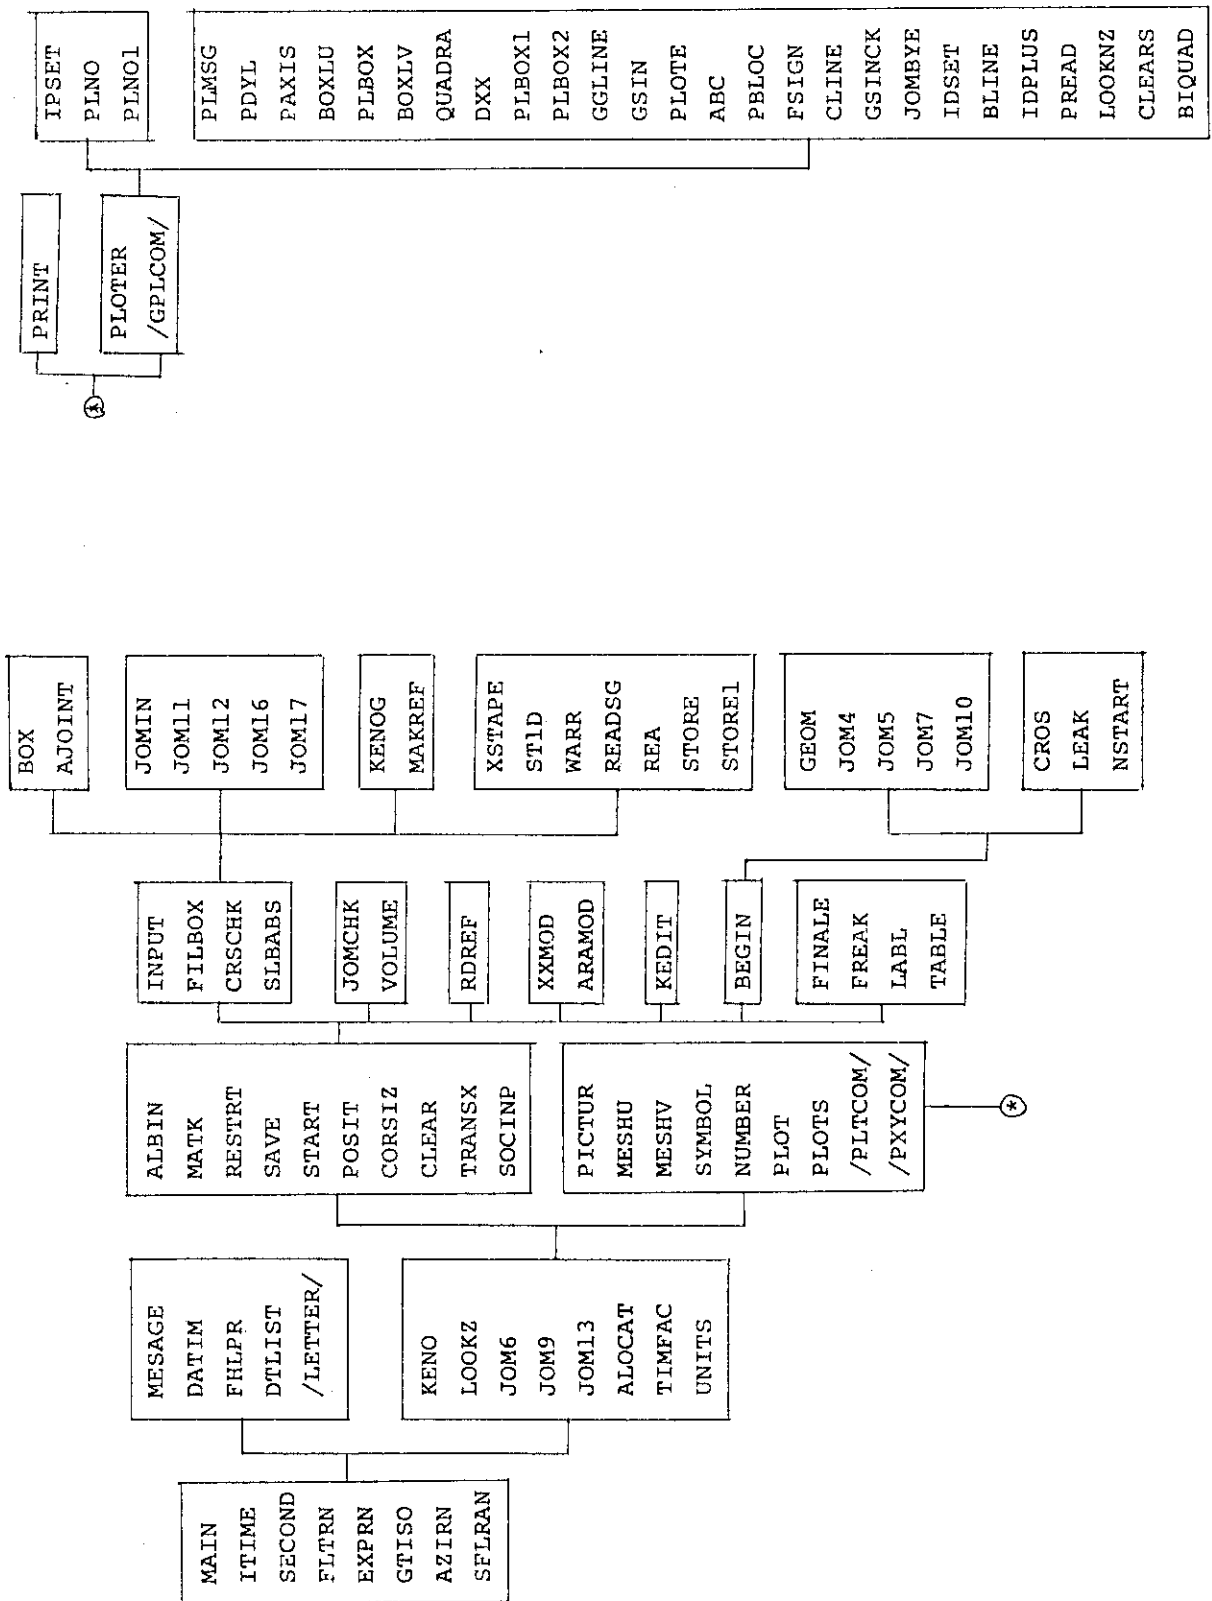 MAIN
ITIME
SECOND
FLTRN
EXPRN
GTISO
AZIRN
SFLRAN
MESAGE
DATIM
FHLPR
DTLIST
/LETTER/
KENO
LOOKZ
JOM6
JOM9
JOM13
ALOCAT
TIMFAC
UNITS
ALBIN
MATK
RESTRT
SAVE
START
POSIT
CORSIZ
CLEAR
TRANSX
SOCINP
PICTUR
MESHU
MESHV
SYMBOL
NUMBER
PLOT
PLOTS
/PLTCOM/
/PXYCOM/
*
INPUT
FILBOX
CRSCHK
SLBABS
JOMCHK
VOLUME
RDREF
XXMOD
ARAMOD
KEDIT
BEGIN
FINALE
FREAK
LABL
TABLE
BOX
AJOINT
JOMIN
JOM11
JOM12
JOM16
JOM17
KENOG
MAKREF
XSTAPE
ST1D
WARR
READSG
REA
STORE
STORE1
GEOM
JOM4
JOM5
JOM7
JOM10
CROS
LEAK
NSTART
*
PRINT
PLOTER
/GPLCOM/
IPSET
PLNO
PLNO1
PLMSG
PDYL
PAXIS
BOXLU
PLBOX
BOXLV
QUADRA
DXX
PLBOX1
PLBOX2
GGLINE
GSIN
PLOTE
ABC
PBLOC
FSIGN
CLINE
GSINCK
JOMBYE
IDSET
BLINE
IDPLUS
PREAD
LOOKNZ
CLEARS
BIQUAD